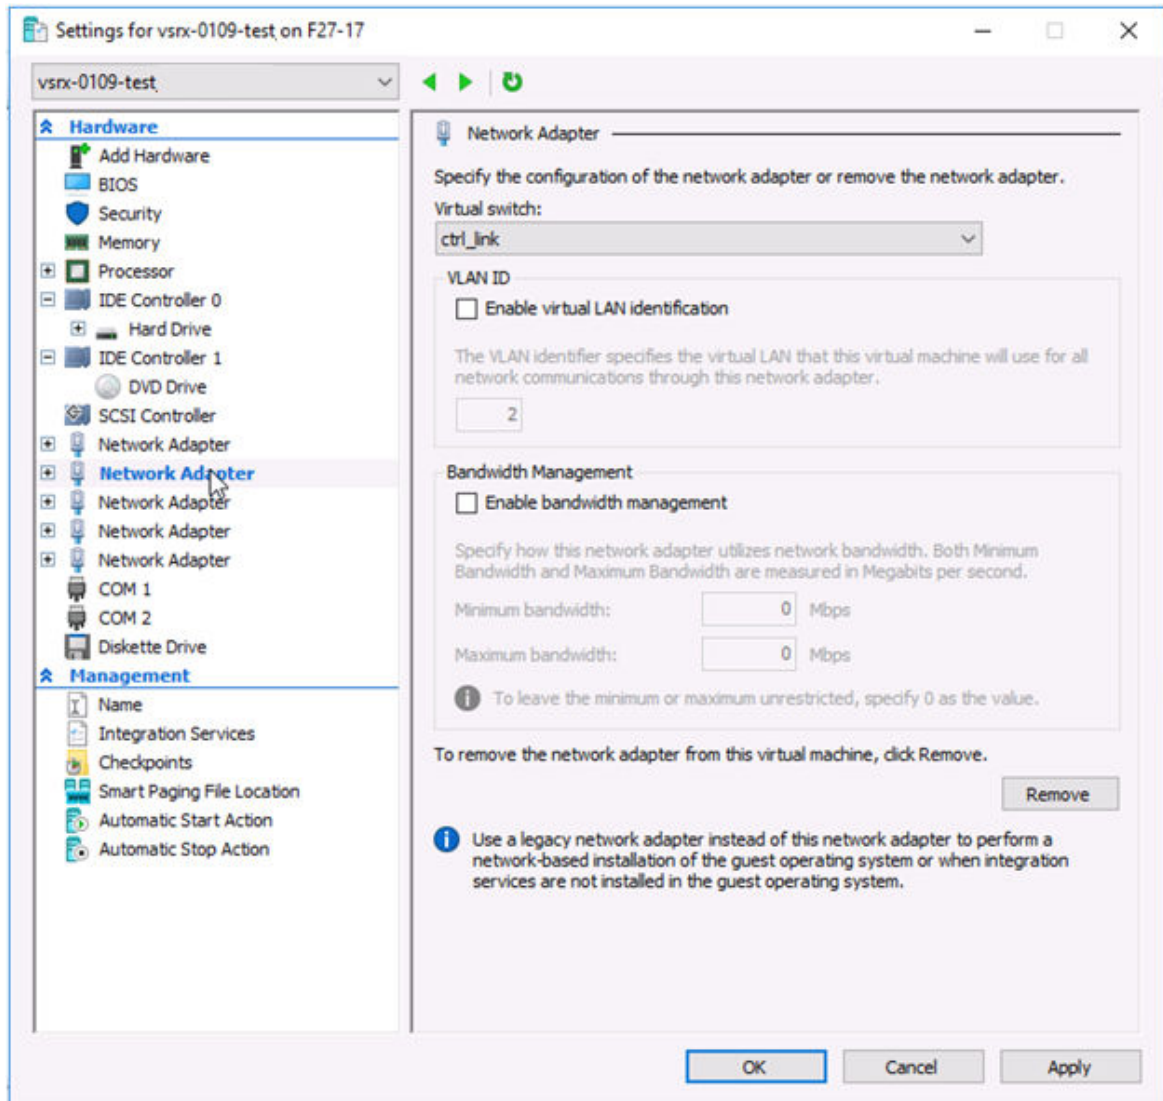 Settings for vsrx-0109-test on F27-17
vsrx-0109-test
Hardware
Add Hardware
BIOS
Security
Memory
Processor
IDE Controller 0
Hard Drive
IDE Controller 1
DVD Drive
SCSI Controller
Network Adapter
Network Adapter
Network Adapter
Network Adapter
Network Adapter
COM 1
COM 2
Diskette Drive
Management
Name
Integration Services
Checkpoints
Smart Paging File Location
Automatic Start Action
Automatic Stop Action
Network Adapter
Specify the configuration of the network adapter or remove the network adapter.
Virtual switch:
ctrl_link
VLAN ID
Enable virtual LAN identification
The VLAN identifier specifies the virtual LAN that this virtual machine will use for all
network communications through this network adapter.
2
Bandwidth Management
Enable bandwidth management
Specify how this network adapter utilizes network bandwidth. Both Minimum
Bandwidth and Maximum Bandwidth are measured in Megabits per second.
Minimum bandwidth: 0 Mbps
Maximum bandwidth: 0 Mbps
To leave the minimum or maximum unrestricted, specify 0 as the value.
To remove the network adapter from this virtual machine, click Remove.
Remove
Use a legacy network adapter instead of this network adapter to perform a
network-based installation of the guest operating system or when integration
services are not installed in the guest operating system.
OK Cancel Apply